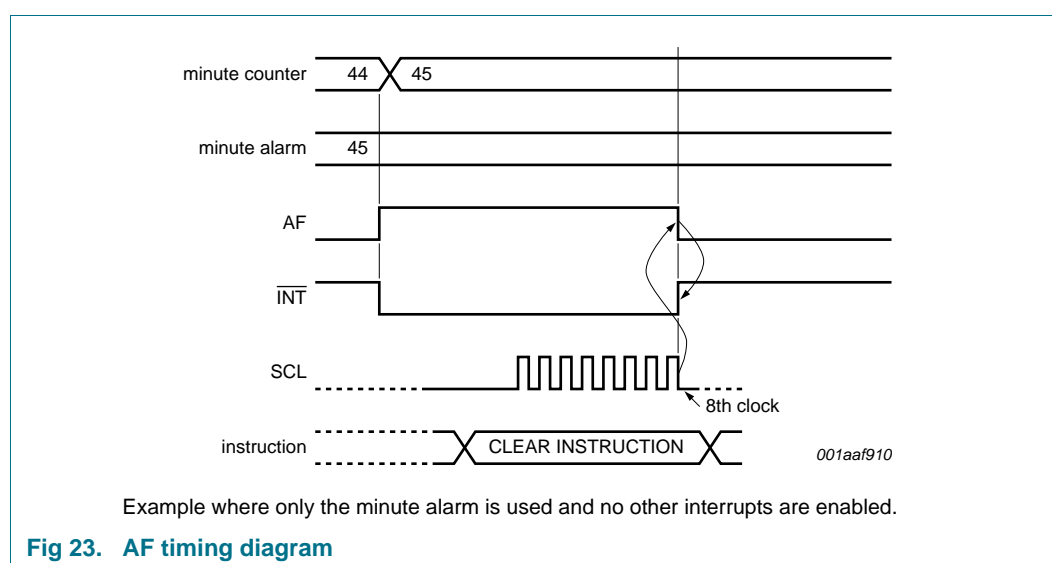 minute counter 44 45
minute alarm 45
AF
INT
SCL
8th clock
instruction CLEAR INSTRUCTION
001aaf910
Example where only the minute alarm is used and no other interrupts are enabled.
Fig 23. AF timing diagram